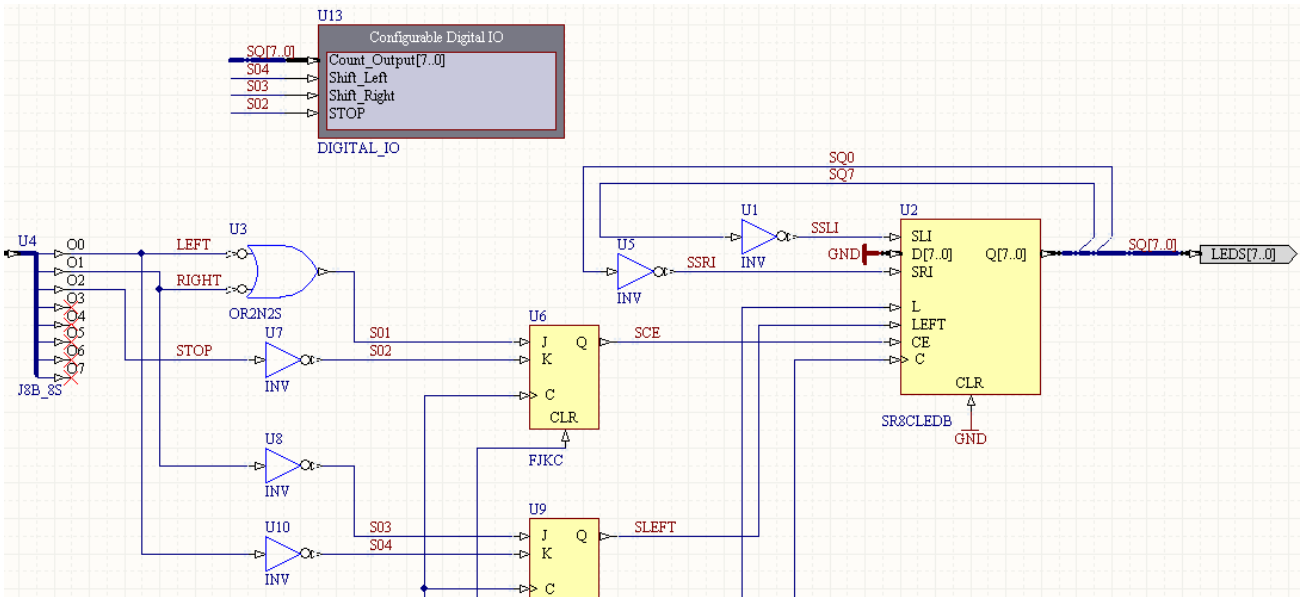 U13
Configurable Digital IO
SQ[7..0]
Count_Output[7..0]
S04
Shift_Left
S03
Shift_Right
S02
STOP
DIGITAL_IO
SQ0
SQ7
U4
O0
O1
O2
O3
O4
O5
O6
O7
J8B_8S
LEFT
RIGHT
STOP
U3
OR2N2S
U7
INV
S01
S02
U6
J
Q
K
C
CLR
FJKC
SCE
U5
INV
SSRI
U1
INV
SSLI
GND
U2
SLI
D[7..0]
Q[7..0]
SRI
L
LEFT
CE
C
CLR
SR8CLEDB
GND
SQ[7..0]
LEDS[7..0]
U8
INV
U10
INV
S03
S04
U9
J
Q
K
C
SLEFT